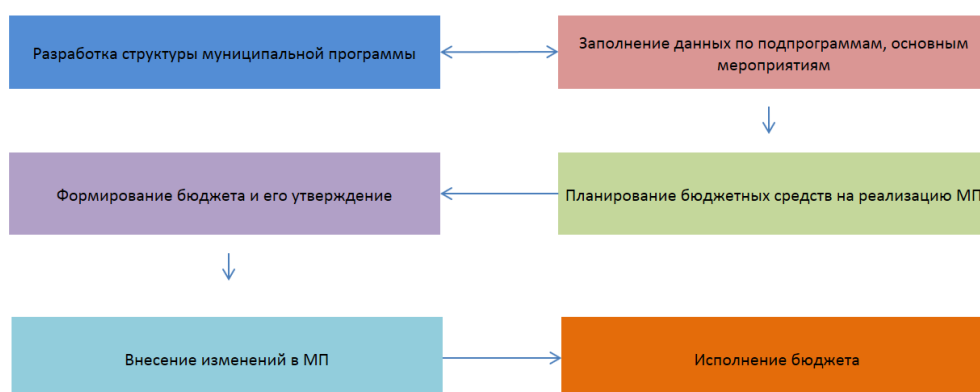 Разработка структуры муниципальной программы
Заполнение данных по подпрограммам, основным
мероприятиям
Формирование бюджета и его утверждение
Планирование бюджетных средств на реализацию МП
Внесение изменений в МП
Исполнение бюджета